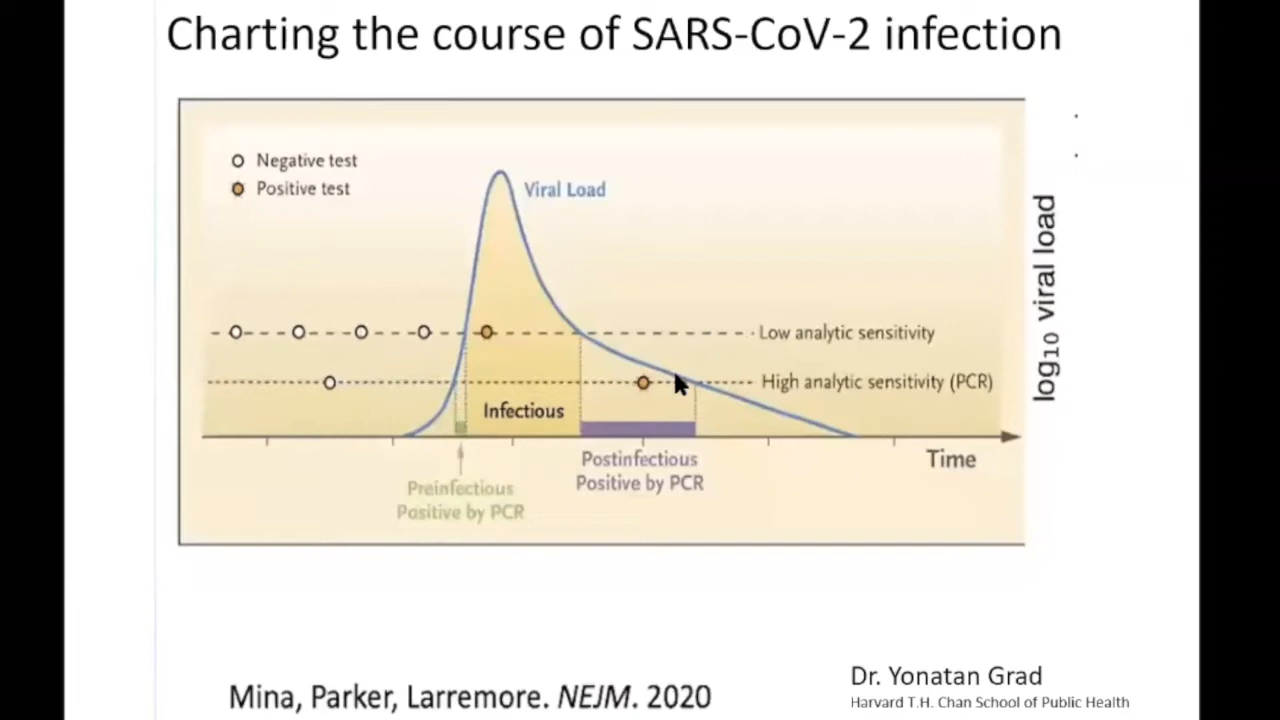 Charting the course of SARS-CoV-2 infection
Negative test
Positive test
Viral Load
Low analytic sensitivity
High analytic sensitivity (PCR)
Infectious
log10 viral load
Time
Postinfectious
Positive by PCR
Preinfectious
Positive by PCR
Mina, Parker, Larremore. NEJM. 2020
Dr. Yonatan Grad
Harvard T.H. Chan School of Public Health